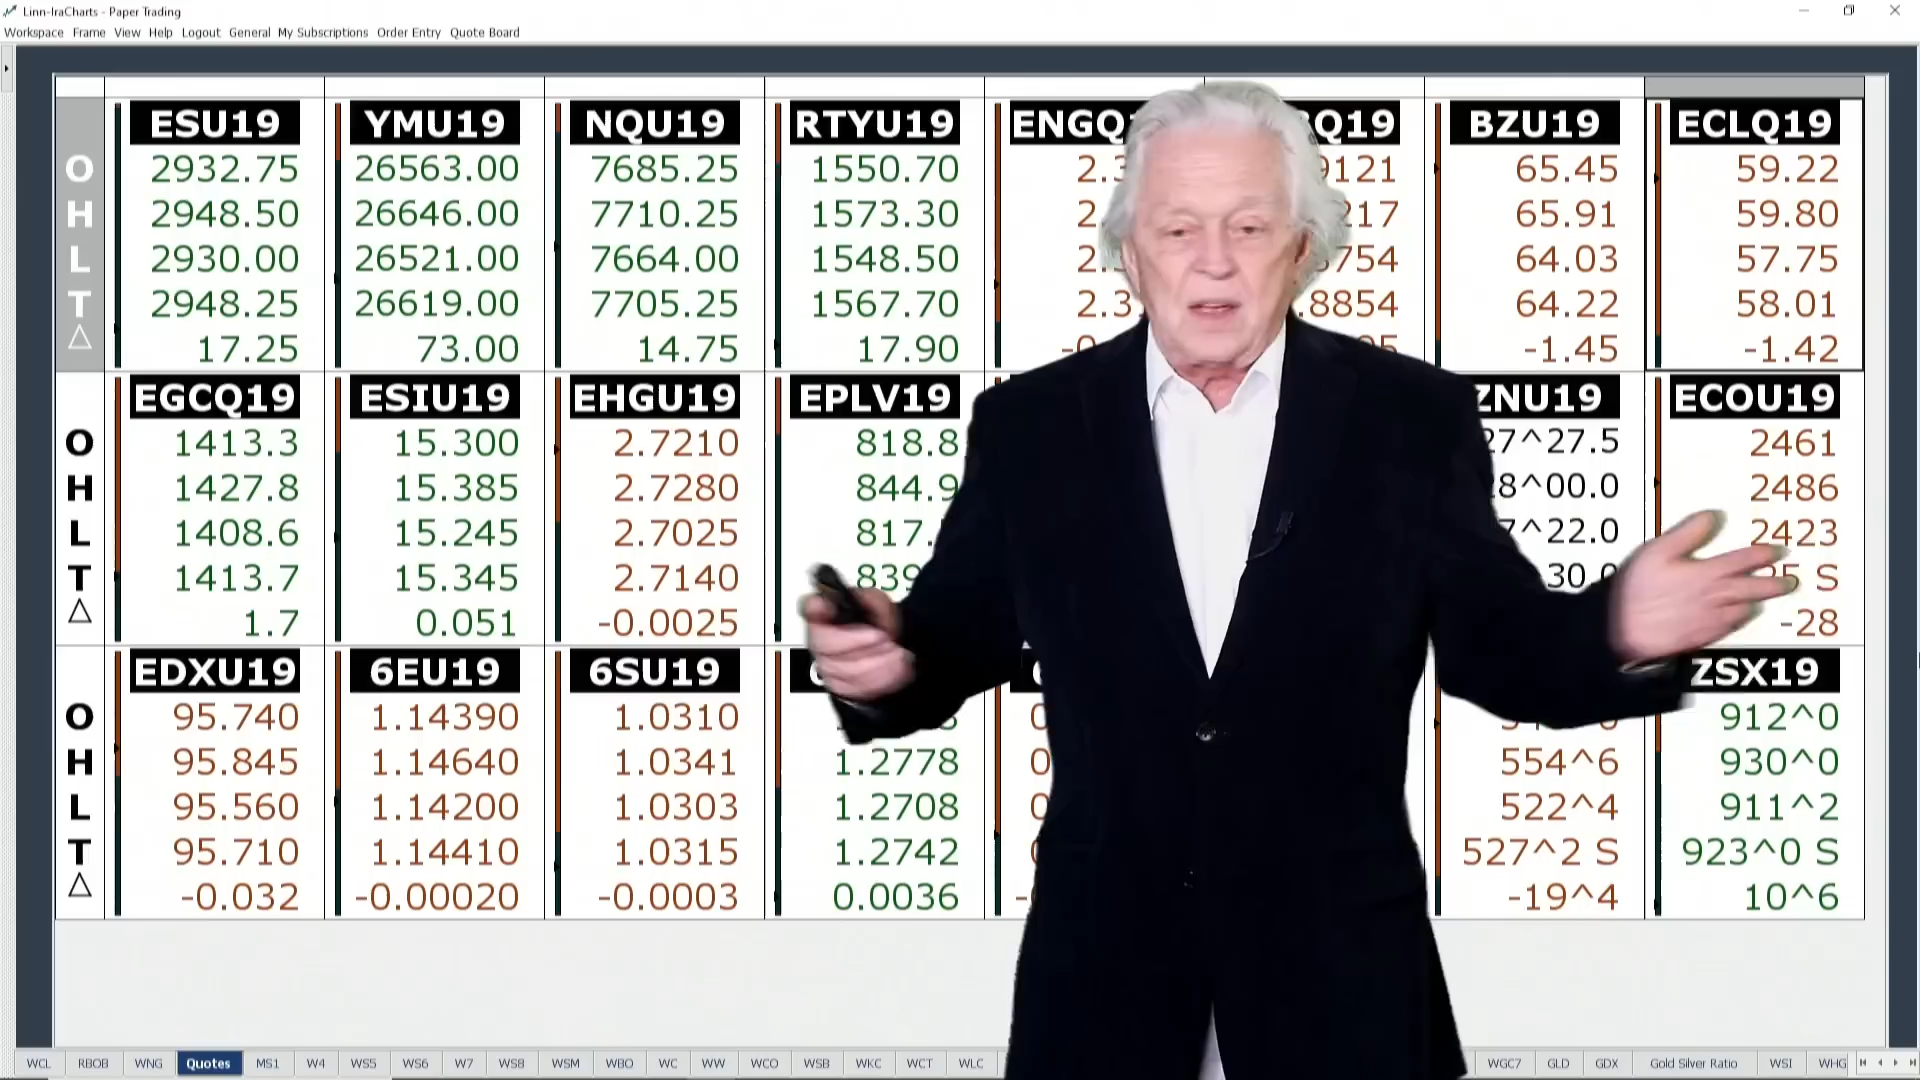 Linn-IraCharts - Paper Trading
Workspace Frame View Help Logout General My Subscriptions Order Entry Quote Board
ESU19 YMU19 NQU19 RTYU19 BZU19 ECLQ19
O 2932.75 26563.00 7685.25 1550.70 65.45 59.22
H 2948.50 26646.00 7710.25 1573.30 65.91 59.80
L 2930.00 26521.00 7664.00 1548.50 64.03 57.75
T 2948.25 26619.00 7705.25 1567.70 64.22 58.01
△ 17.25 73.00 14.75 17.90 -1.45 -1.42
EGCQ19 ESIU19 EHGU19 EPLV19 ZNU19 ECOU19
O 1413.3 15.300 2.7210 818.8 2461
H 1427.8 15.385 2.7280 844.9 2486
L 1408.6 15.245 2.7025 2423
T 1413.7 15.345 2.7140
△ 1.7 0.051 -0.0025 -28
EDXU19 6EU19 6SU19 ZSX19
O 95.740 1.14390 1.0310 912^0
H 95.845 1.14640 1.0341 1.2778 554^6 930^0
L 95.560 1.14200 1.0303 1.2708 522^4 911^2
T 95.710 1.14410 1.0315 1.2742 527^2 S 923^0 S
△ -0.032 -0.00020 -0.0003 0.0036 -19^4 10^6
WCL RBOB WNG Quotes MS1 W4 WS5 WS6 W7 WS8 WSM WBO WC WW WCO WSB WKC WCT WLC WGC7 GLD GDX Gold Silver Ratio WSI WHG